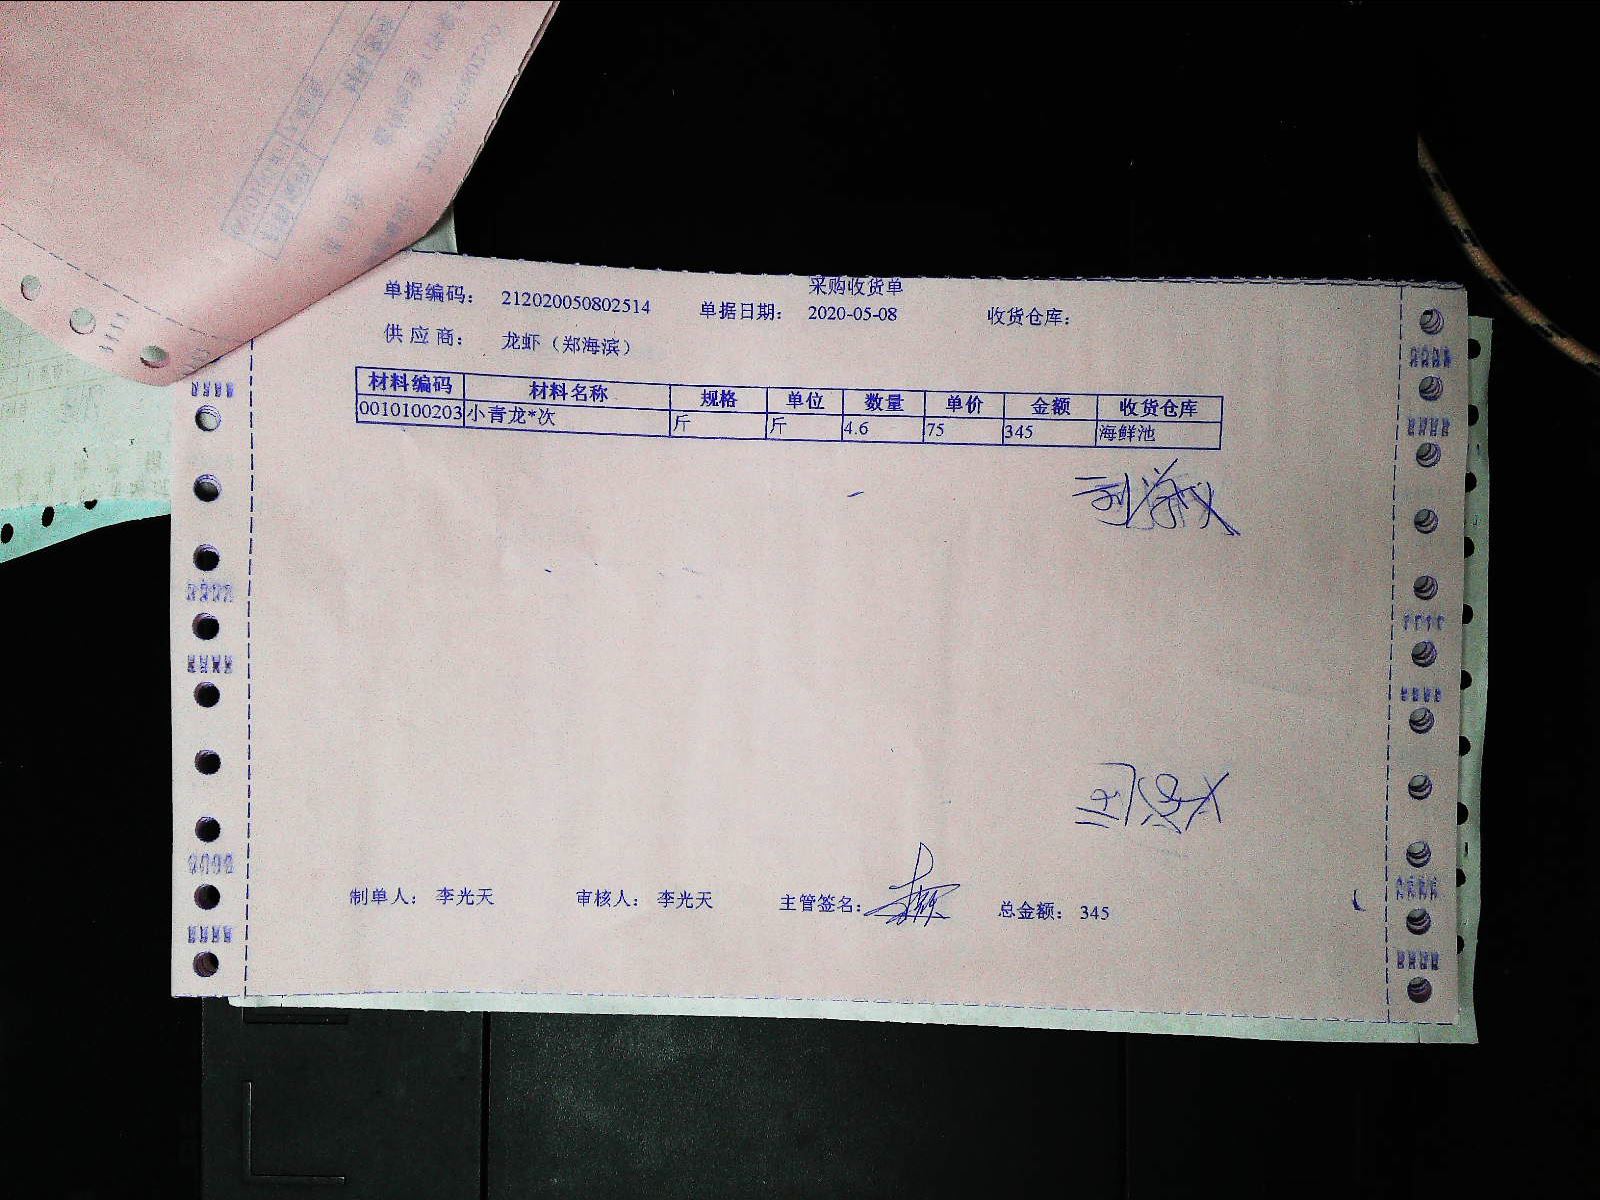 采购收货单
单据编码： 212020050802514 单据日期： 2020-05-08 收货仓库：
供应商： 龙虾（郑海滨）
材料编码 材料名称 规格 单位 数量 单价 金额 收货仓库
0010100203 小青龙*次 斤 斤 4.6 75 345 海鲜池
制单人： 李光天 审核人： 李光天 主管签名： 总金额： 345